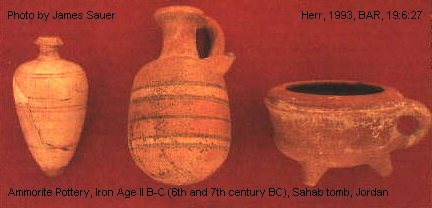 Photo by James Sauer
Herr, 1993, BAR, 19:6:27
Ammorite Pottery, Iron Age II B-C (6th and 7th century BC), Sahab tomb, Jordan